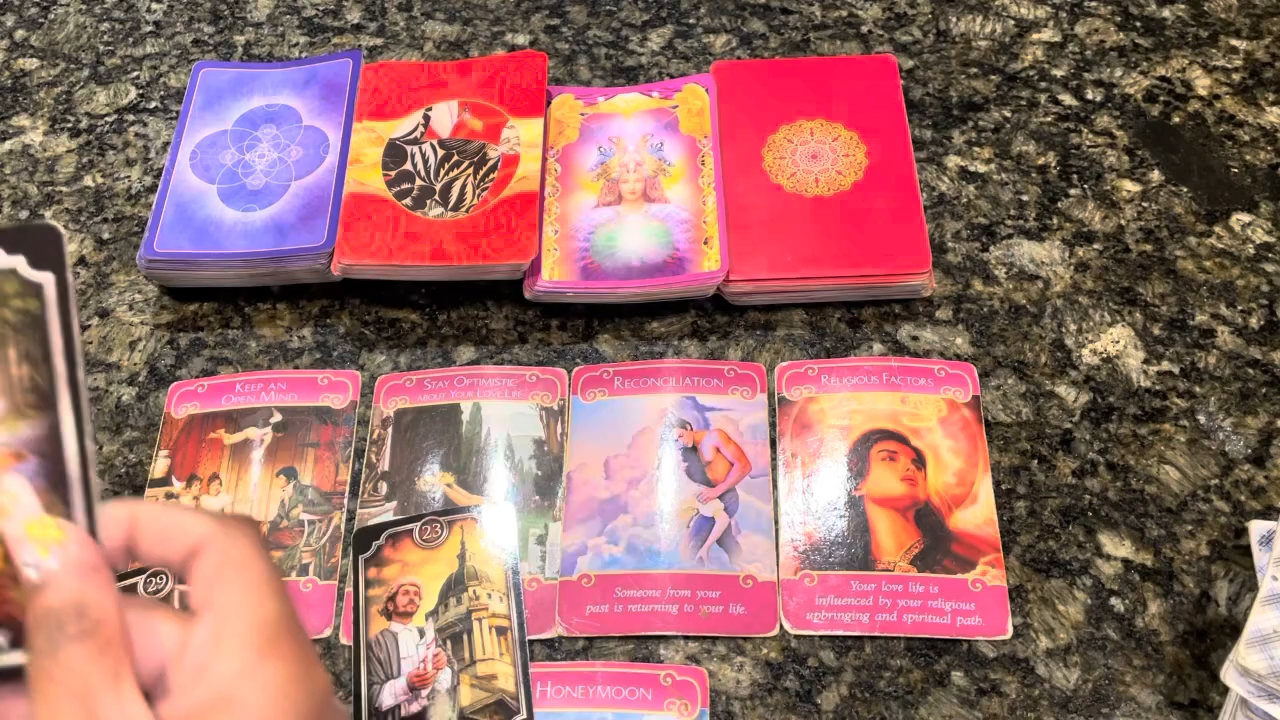 KEEP AN
OPEN MIND
STAY OPTIMISTIC
ABOUT YOUR LOVE LIFE
RECONCILIATION
RELIGIOUS FACTORS
Someone from your
past is returning to your life.
Your love life is
influenced by your religious
upbringing and spiritual path.
29
23
HONEYMOON